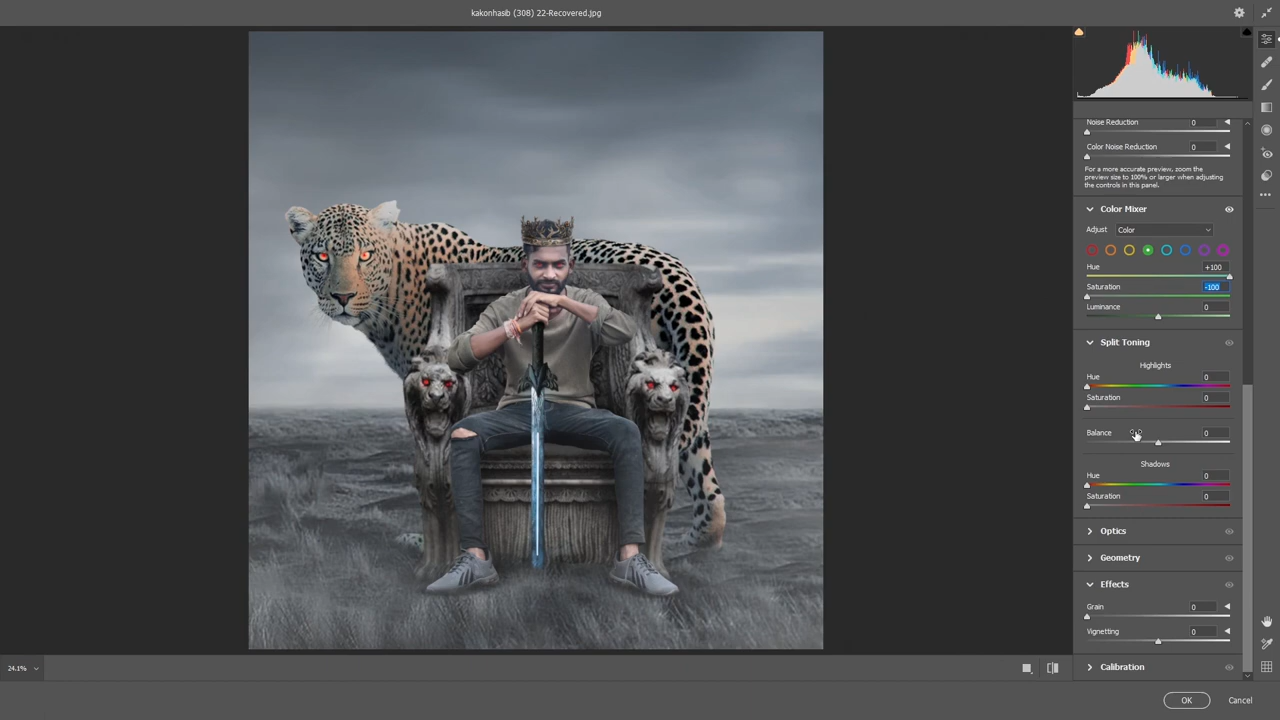 kakonhasib (308) 22-Recovered.jpg
Noise Reduction 0
Color Noise Reduction 0
For a more accurate preview, zoom the
preview size to 100% or larger when adjusting
the controls in this panel.
Color Mixer
Adjust Color
Hue +100
Saturation -100
Luminance 0
Split Toning
Highlights
Hue 0
Saturation 0
Balance 0
Shadows
Hue 0
Saturation 0
Optics
Geometry
Effects
Grain 0
Vignetting 0
Calibration
24.1%
OK Cancel